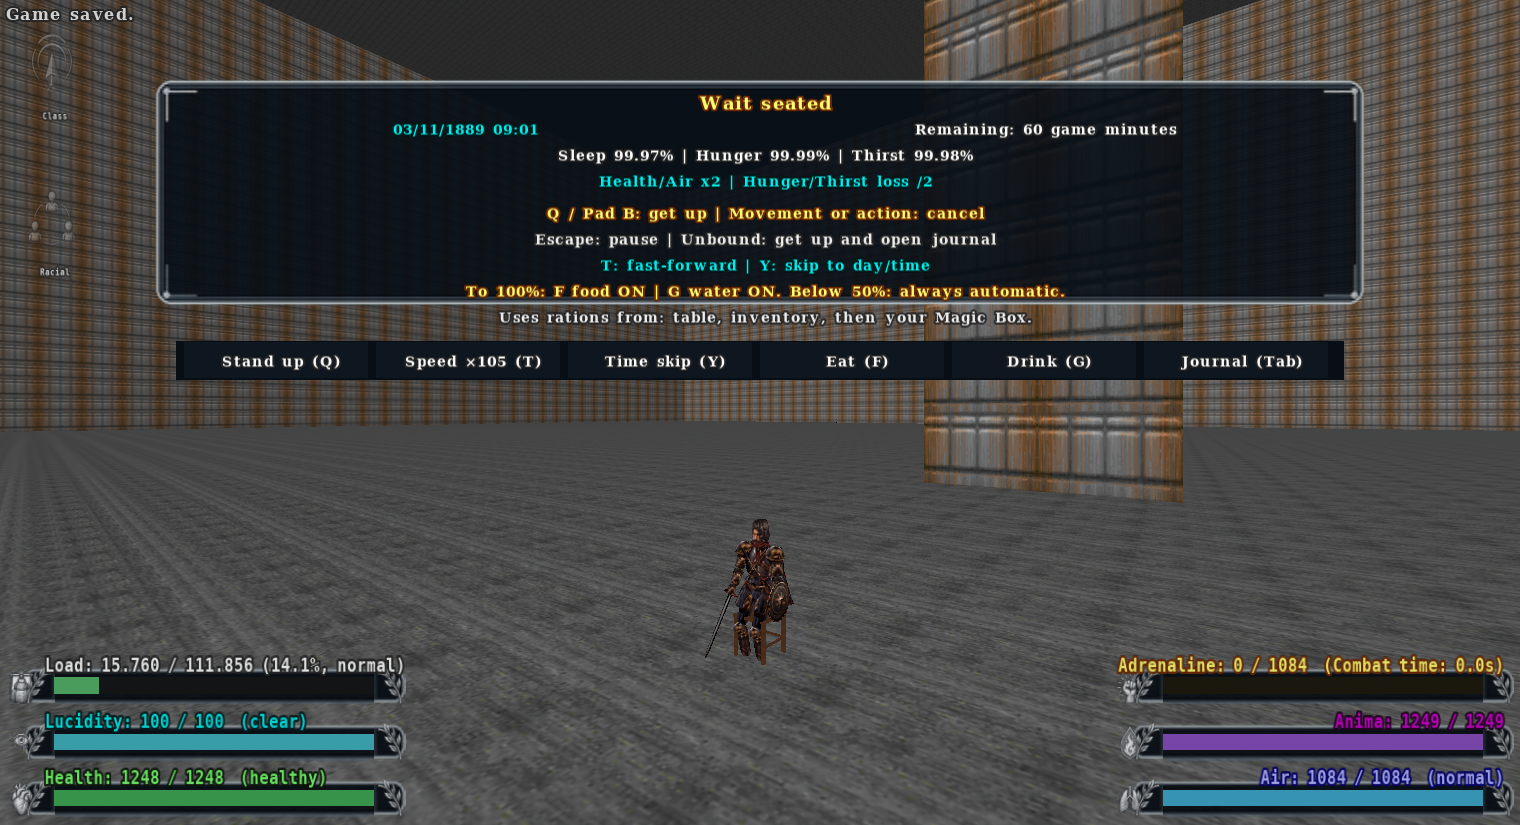 Game saved.
Class
Racial
Wait seated
03/11/1889 09:01
Remaining: 60 game minutes
Sleep 99.97% | Hunger 99.99% | Thirst 99.98%
Health/Air x2 | Hunger/Thirst loss /2
Q / Pad B: get up | Movement or action: cancel
Escape: pause | Unbound: get up and open journal
T: fast-forward | Y: skip to day/time
To 100%: F food ON | G water ON. Below 50%: always automatic.
Uses rations from: table, inventory, then your Magic Box.
Stand up (Q)
Speed ×105 (T)
Time skip (Y)
Eat (F)
Drink (G)
Journal (Tab)
Load: 15.760 / 111.856 (14.1%, normal)
Lucidity: 100 / 100 (clear)
Health: 1248 / 1248 (healthy)
Adrenaline: 0 / 1084 (Combat time: 0.0s)
Anima: 1249 / 1249
Air: 1084 / 1084 (normal)